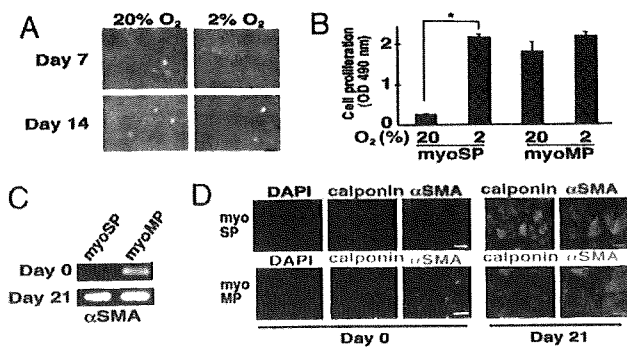 A
20% O₂ 2% O₂
Day 7
Day 14
B
Cell proliferation
(OD 490 nm)
2
1
0
*
O₂(%) 20 2 20 2
myoSP myoMP
C
myoSP myoMP
Day 0
Day 21
αSMA
D
DAPI calponin αSMA calponin αSMA
myo
SP
DAPI calponin αSMA calponin αSMA
myo
MP
Day 0 Day 21